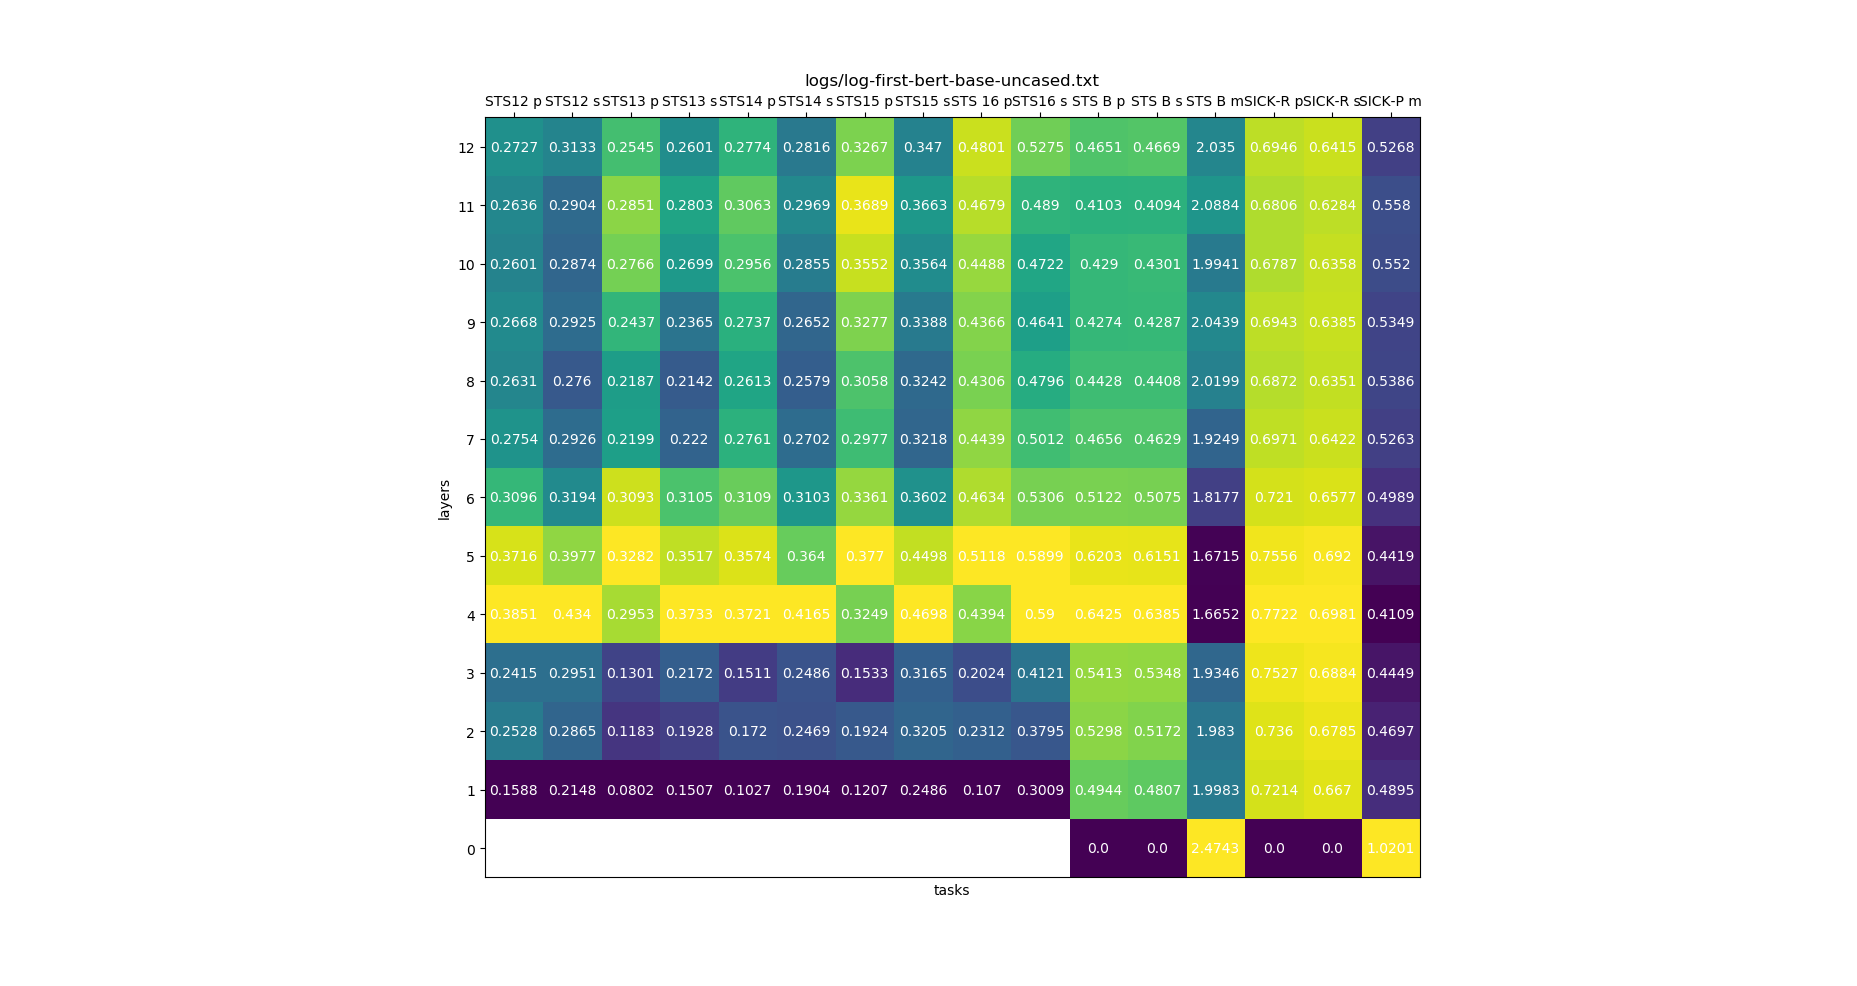 logs/log-first-bert-base-uncased.txt
STS12 p STS12 s STS13 p STS13 s STS14 p STS14 s STS15 p STS15 s STS 16 p STS16 s STS B p STS B s STS B m SICK-R p SICK-R s SICK-P m
12 0.2727 0.3133 0.2545 0.2601 0.2774 0.2816 0.3267 0.347 0.4801 0.5275 0.4651 0.4669 2.035 0.6946 0.6415 0.5268
11 0.2636 0.2904 0.2851 0.2803 0.3063 0.2969 0.3689 0.3663 0.4679 0.489 0.4103 0.4094 2.0884 0.6806 0.6284 0.558
10 0.2601 0.2874 0.2766 0.2699 0.2956 0.2855 0.3552 0.3564 0.4488 0.4722 0.429 0.4301 1.9941 0.6787 0.6358 0.552
9 0.2668 0.2925 0.2437 0.2365 0.2737 0.2652 0.3277 0.3388 0.4366 0.4641 0.4274 0.4287 2.0439 0.6943 0.6385 0.5349
8 0.2631 0.276 0.2187 0.2142 0.2613 0.2579 0.3058 0.3242 0.4306 0.4796 0.4428 0.4408 2.0199 0.6872 0.6351 0.5386
7 0.2754 0.2926 0.2199 0.222 0.2761 0.2702 0.2977 0.3218 0.4439 0.5012 0.4656 0.4629 1.9249 0.6971 0.6422 0.5263
6 0.3096 0.3194 0.3093 0.3105 0.3109 0.3103 0.3361 0.3602 0.4634 0.5306 0.5122 0.5075 1.8177 0.721 0.6577 0.4989
layers
5 0.3716 0.3977 0.3282 0.3517 0.3574 0.364 0.377 0.4498 0.5118 0.5899 0.6203 0.6151 1.6715 0.7556 0.692 0.4419
4 0.3851 0.434 0.2953 0.3733 0.3721 0.4165 0.3249 0.4698 0.4394 0.59 0.6425 0.6385 1.6652 0.7722 0.6981 0.4109
3 0.2415 0.2951 0.1301 0.2172 0.1511 0.2486 0.1533 0.3165 0.2024 0.4121 0.5413 0.5348 1.9346 0.7527 0.6884 0.4449
2 0.2528 0.2865 0.1183 0.1928 0.172 0.2469 0.1924 0.3205 0.2312 0.3795 0.5298 0.5172 1.983 0.736 0.6785 0.4697
1 0.1588 0.2148 0.0802 0.1507 0.1027 0.1904 0.1207 0.2486 0.107 0.3009 0.4944 0.4807 1.9983 0.7214 0.667 0.4895
0 0.0 0.0 2.4743 0.0 0.0 1.0201
tasks